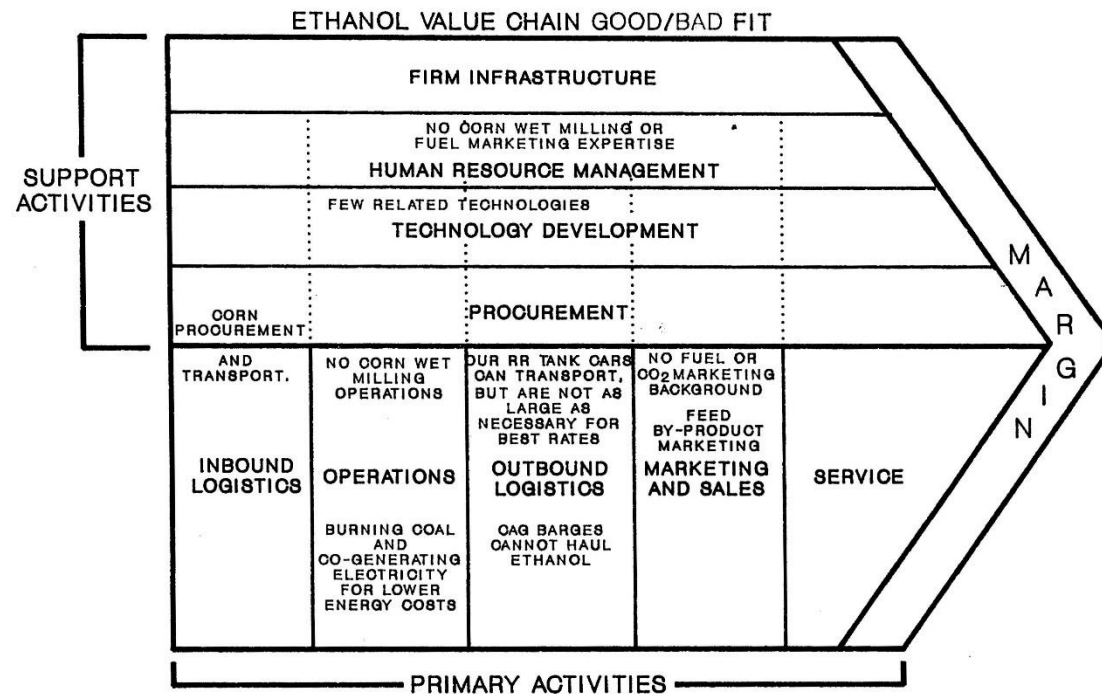 ETHANOL VALUE CHAIN GOOD/BAD FIT
FIRM INFRASTRUCTURE
NO CORN WET MILLING OR
FUEL MARKETING EXPERTISE
HUMAN RESOURCE MANAGEMENT
SUPPORT
ACTIVITIES
FEW RELATED TECHNOLOGIES
TECHNOLOGY DEVELOPMENT
CORN
PROCUREMENT
PROCUREMENT
AND
TRANSPORT.
INBOUND
LOGISTICS
NO CORN WET
MILLING
OPERATIONS
OPERATIONS
BURNING COAL
AND
CO-GENERATING
ELECTRICITY
FOR LOWER
ENERGY COSTS
OUR RR TANK CARS
CAN TRANSPORT,
BUT ARE NOT AS
LARGE AS
NECESSARY FOR
BEST RATES
OUTBOUND
LOGISTICS
CAG BARGES
CANNOT HAUL
ETHANOL
NO FUEL OR
CO₂ MARKETING
BACKGROUND
FEED
BY-PRODUCT
MARKETING
MARKETING
AND SALES
SERVICE
MARGIN
PRIMARY ACTIVITIES